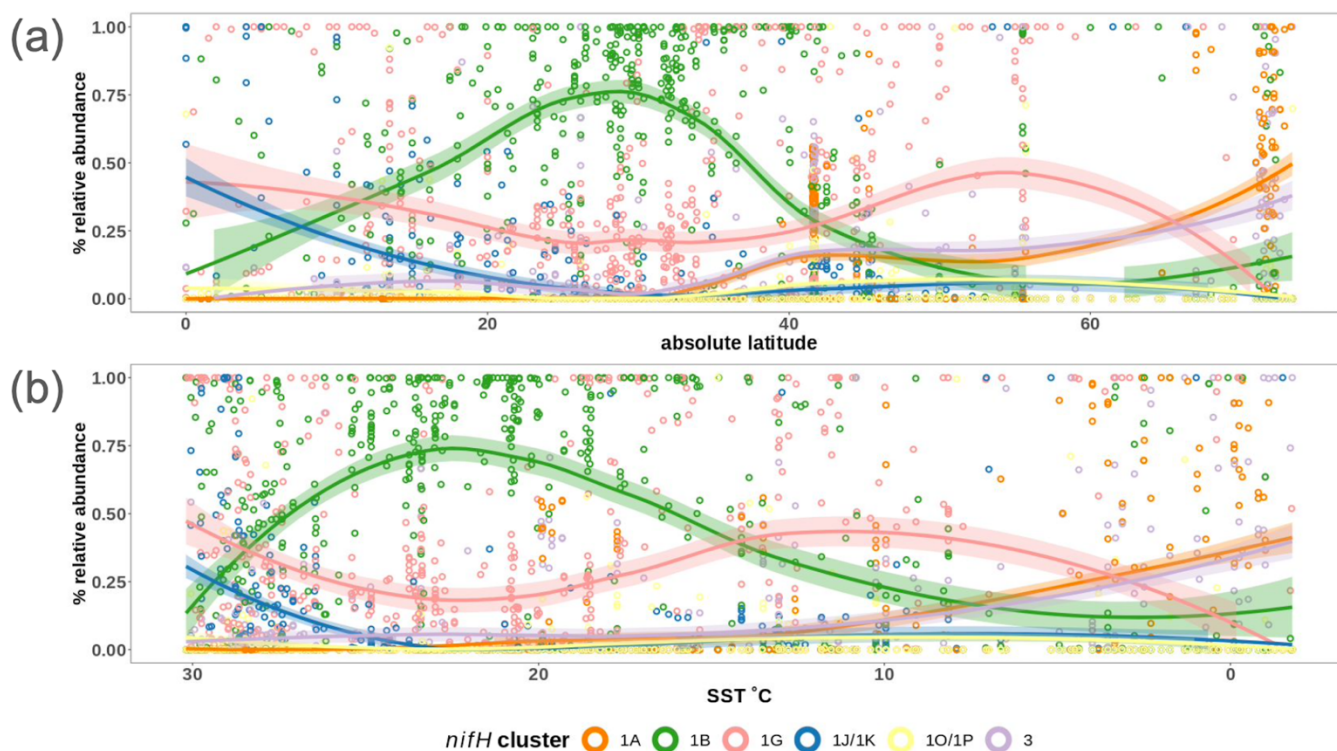 (a)
% relative abundance
1.00
0.75
0.50
0.25
0.00
0 20 40 60
absolute latitude
(b)
% relative abundance
1.00
0.75
0.50
0.25
0.00
30 20 10 0
SST ˚C
nifH cluster 1A 1B 1G 1J/1K 1O/1P 3